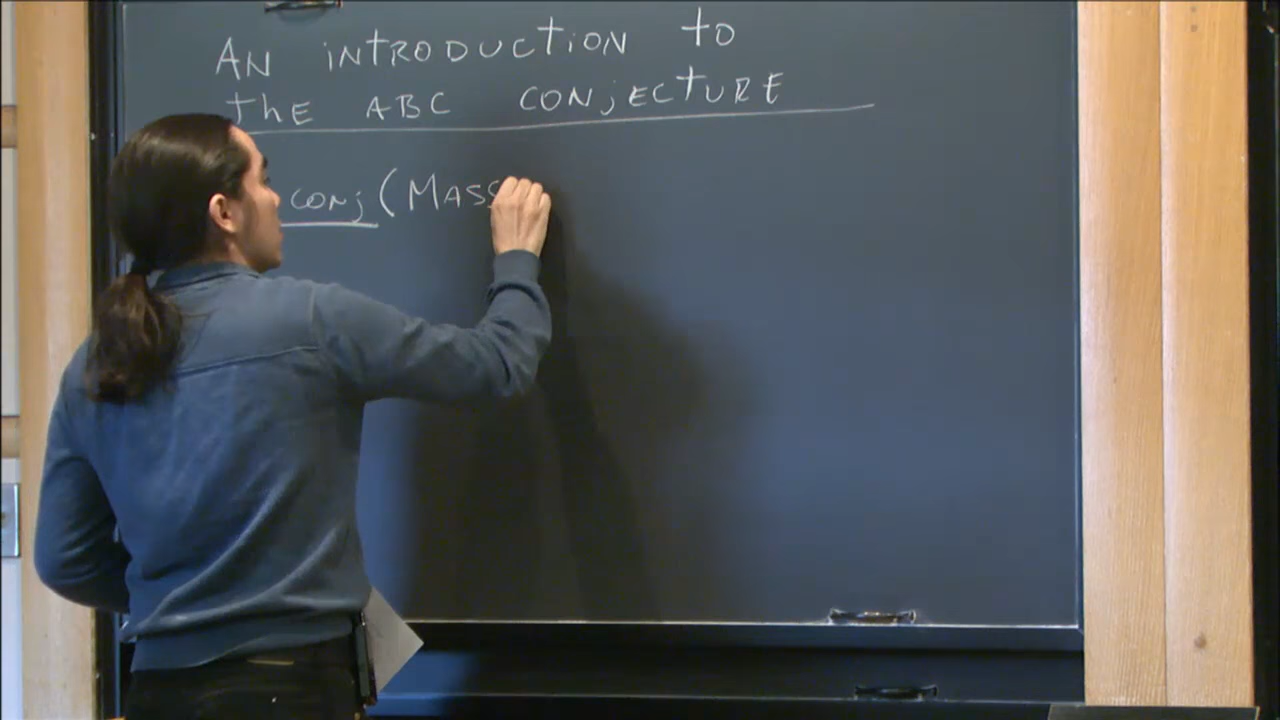 AN iNtRODUCtiON to
thE ABC CONjECtURE
CONj (MASS